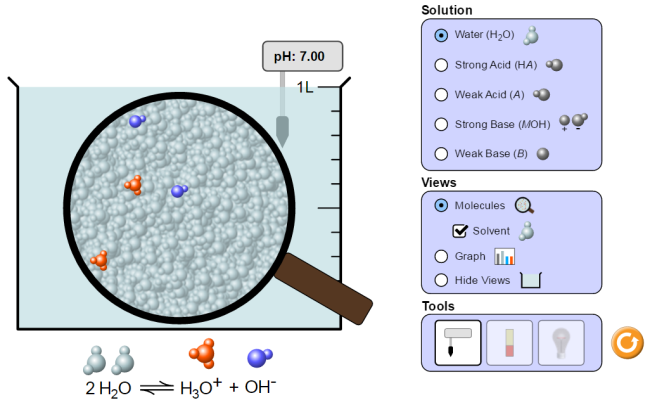 Solution
Water (H₂O)
Strong Acid (HA)
Weak Acid (A)
Strong Base (MOH)
+ -
Weak Base (B)
pH: 7.00
1L
Views
Molecules
Solvent
Graph
Hide Views
Tools
2 H₂O ⇌ H₃O⁺ + OH⁻